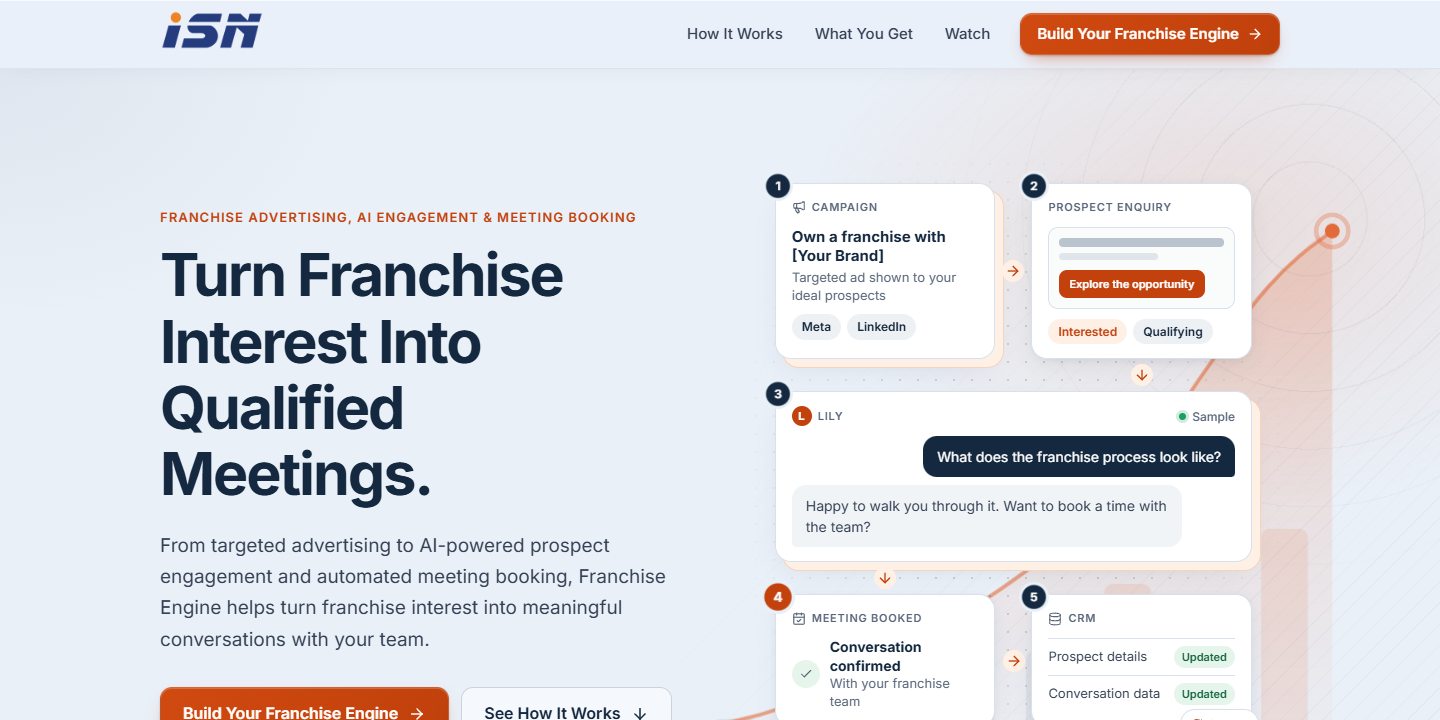 iSN
How It Works
What You Get
Watch
Build Your Franchise Engine
FRANCHISE ADVERTISING, AI ENGAGEMENT & MEETING BOOKING
Turn Franchise
Interest Into
Qualified
Meetings.
From targeted advertising to AI-powered prospect
engagement and automated meeting booking, Franchise
Engine helps turn franchise interest into meaningful
conversations with your team.
Build Your Franchise Engine
See How It Works
1
CAMPAIGN
Own a franchise with
[Your Brand]
Targeted ad shown to your
ideal prospects
Meta
LinkedIn
2
PROSPECT ENQUIRY
Explore the opportunity
Interested
Qualifying
3
L
LILY
Sample
What does the franchise process look like?
Happy to walk you through it. Want to book a time with
the team?
4
MEETING BOOKED
Conversation
confirmed
With your franchise
team
5
CRM
Prospect details
Updated
Conversation data
Updated